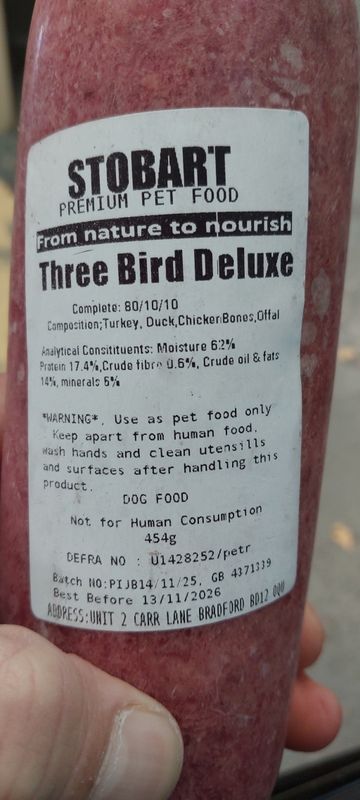 STOBART
PREMIUM PET FOOD
From nature to nourish
Three Bird Deluxe
Complete: 80/10/10
Composition;Turkey, Duck,Chicken Bones,Offal
Analytical Consitituents: Moisture 62%
Protein 17.4%,Crude fibre 0.6%, Crude oil & fats
14%, minerals 6%
*WARNING*, Use as pet food only
Keep apart from human food,
wash hands and clean utensills
and surfaces after handling this
product.
DOG FOOD
Not for Human Consumption
454g
DEFRA NO : U1428252/petr
Batch NO:PIJB14/11/25, GB 4371339
Best Before 13/11/2026
ADDRESS:UNIT 2 CARR LANE BRADFORD BD12